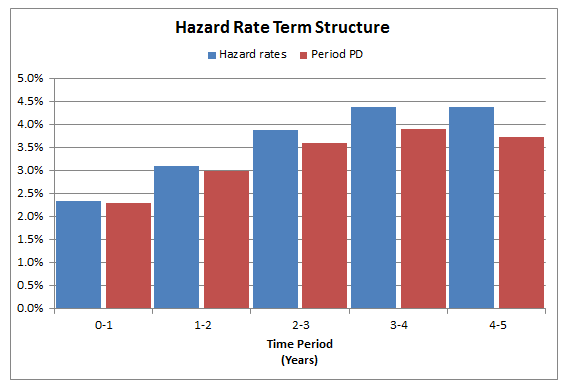 Hazard Rate Term Structure
Hazard rates Period PD
5.0%
4.5%
4.0%
3.5%
3.0%
2.5%
2.0%
1.5%
1.0%
0.5%
0.0%
0-1 1-2 2-3 3-4 4-5
Time Period
(Years)